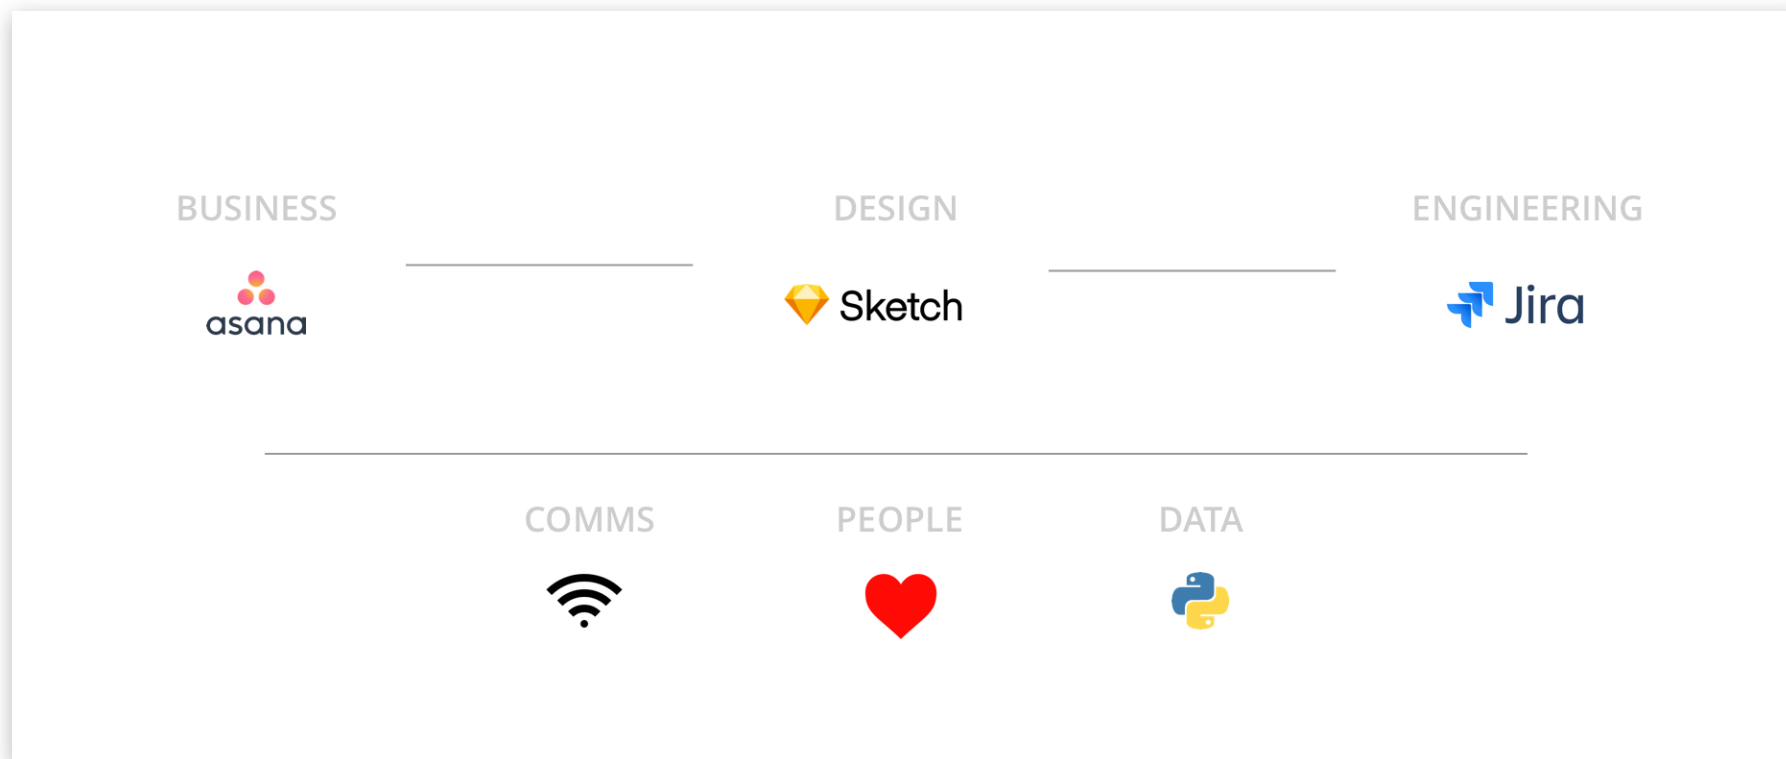 BUSINESS
DESIGN
ENGINEERING
asana
Sketch
Jira
COMMS
PEOPLE
DATA